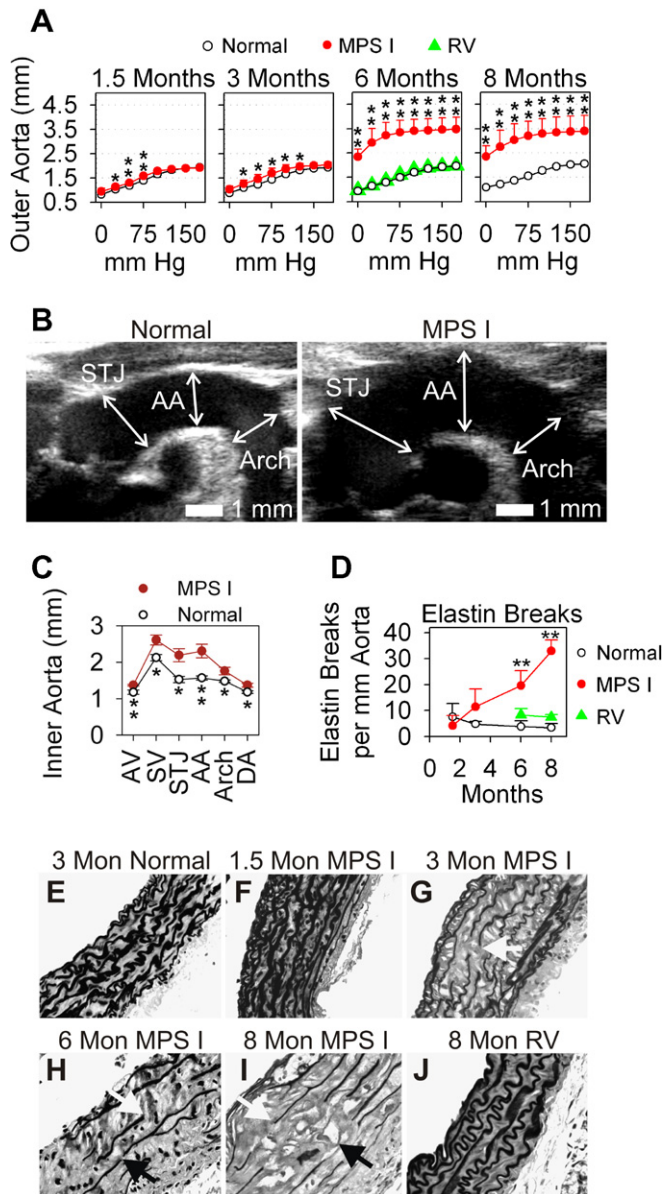 A
Normal MPS I RV
1.5 Months 3 Months 6 Months 8 Months
Outer Aorta (mm)
4.5
3.5
2.5
1.5
0.5
* * * * * * * * * * * * * * * * * * * * * * * * * * * *
* * * * * * * * * * * * * * * * * *
0 75 150 0 75 150 0 75 150 0 75 150
mm Hg mm Hg mm Hg mm Hg
B
Normal MPS I
STJ AA Arch 1 mm
STJ AA Arch 1 mm
C
MPS I
Normal
Inner Aorta (mm)
3
2
1
0
* * * * * * * *
AV SV STJ AA Arch DA
D
Elastin Breaks
Elastin Breaks
per mm Aorta
40
30
20
10
0
** **
0 2 4 6 8
Months
Normal
MPS I
RV
3 Mon Normal 1.5 Mon MPS I 3 Mon MPS I
E F G
6 Mon MPS I 8 Mon MPS I 8 Mon RV
H I J